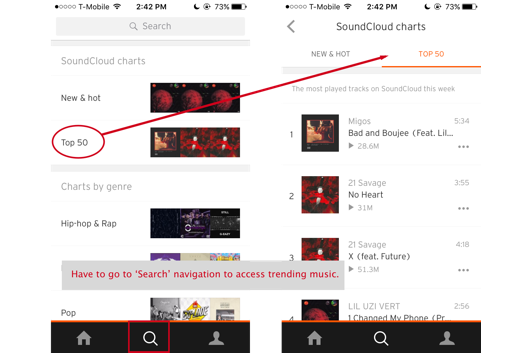 T-Mobile 2:42 PM 73%
Search
SoundCloud charts
New & hot
Top 50
Charts by genre
Hip-hop & Rap
Have to go to 'Search' navigation to access trending music.
Pop
T-Mobile 2:42 PM 73%
SoundCloud charts
NEW & HOT TOP 50
The most played tracks on SoundCloud this week
Migos 5:34
1 Bad and Boujee (Feat. Lil...
28.6M
21 Savage 3:55
2 No Heart
31M
21 Savage 4:18
3 X (feat. Future)
51.3M
LIL UZI VERT 2:56
4 I Changed My Phone (Pr...